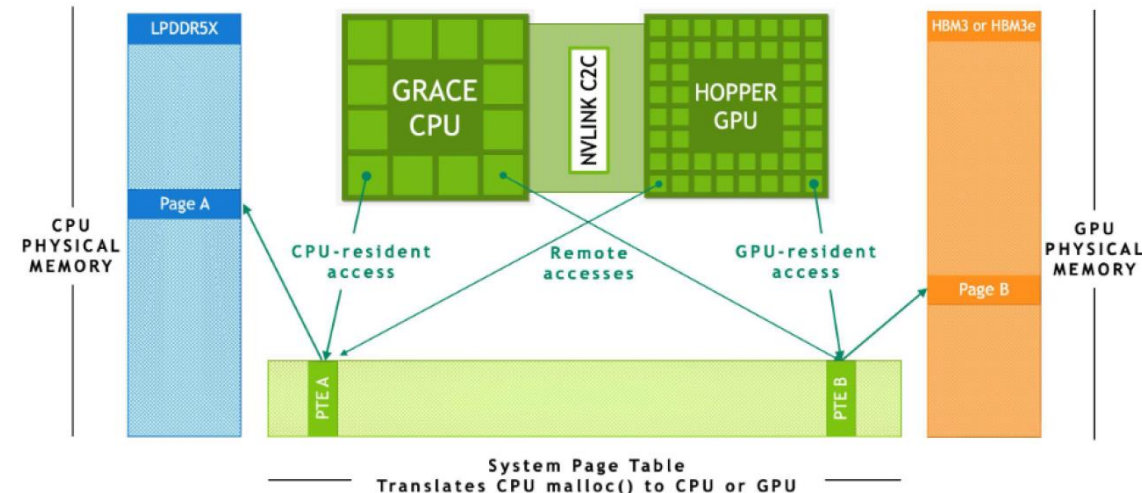 LPDDR5X
GRACE
CPU
NVLINK C2C
HOPPER
GPU
HBM3 or HBM3e
Page A
CPU
PHYSICAL
MEMORY
CPU-resident
access
Remote
accesses
GPU-resident
access
GPU
PHYSICAL
MEMORY
Page B
PTE A
PTE B
System Page Table
Translates CPU malloc() to CPU or GPU